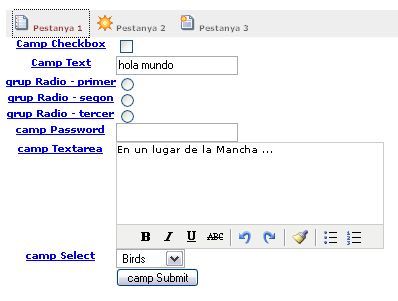 Pestanya 1 Pestanya 2 Pestanya 3
Camp Checkbox
Camp Text hola mundo
grup Radio - primer
grup Radio - segon
grup Radio - tercer
camp Password
camp Textarea En un lugar de la Mancha ...
B I U ABC
camp Select Birds
camp Submit